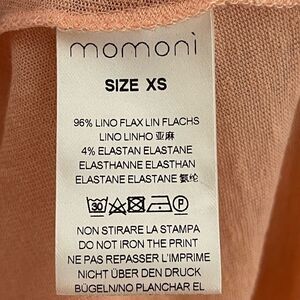 momonì
SIZE XS
96% LINO FLAX LIN FLACHS
LINO LINHO 亚麻
4% ELASTAN ELASTANE
ELASTHANNE ELASTHAN
ELASTANE ELASTANE 氨纶
30 P
NON STIRARE LA STAMPA
DO NOT IRON THE PRINT
NE PAS REPASSER L'IMPRIME
NICHT ÜBER DEN DRUCK
BÜGELN/NO PLANCHAR EL